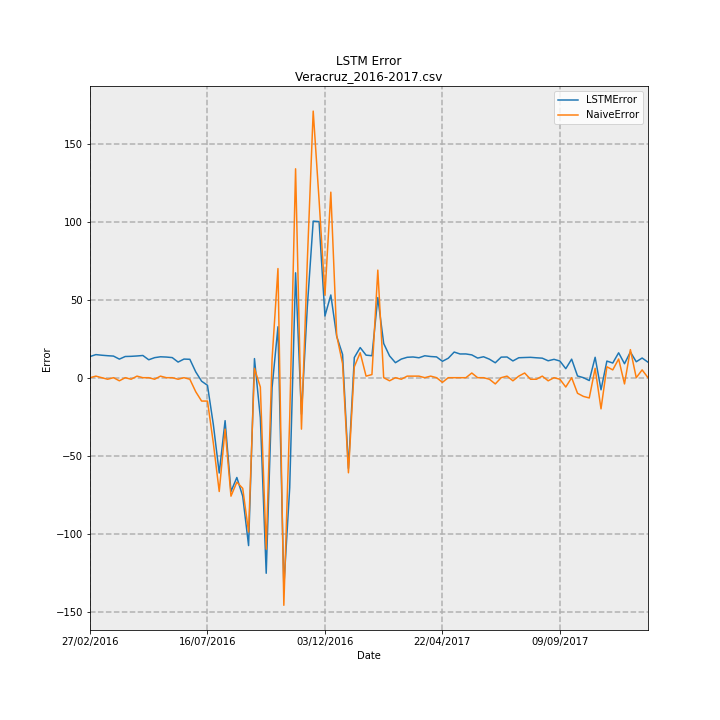 LSTM Error
Veracruz_2016-2017.csv
LSTMError
NaiveError
150
100
50
0
−50
−100
−150
Error
27/02/2016
16/07/2016
03/12/2016
22/04/2017
09/09/2017
Date